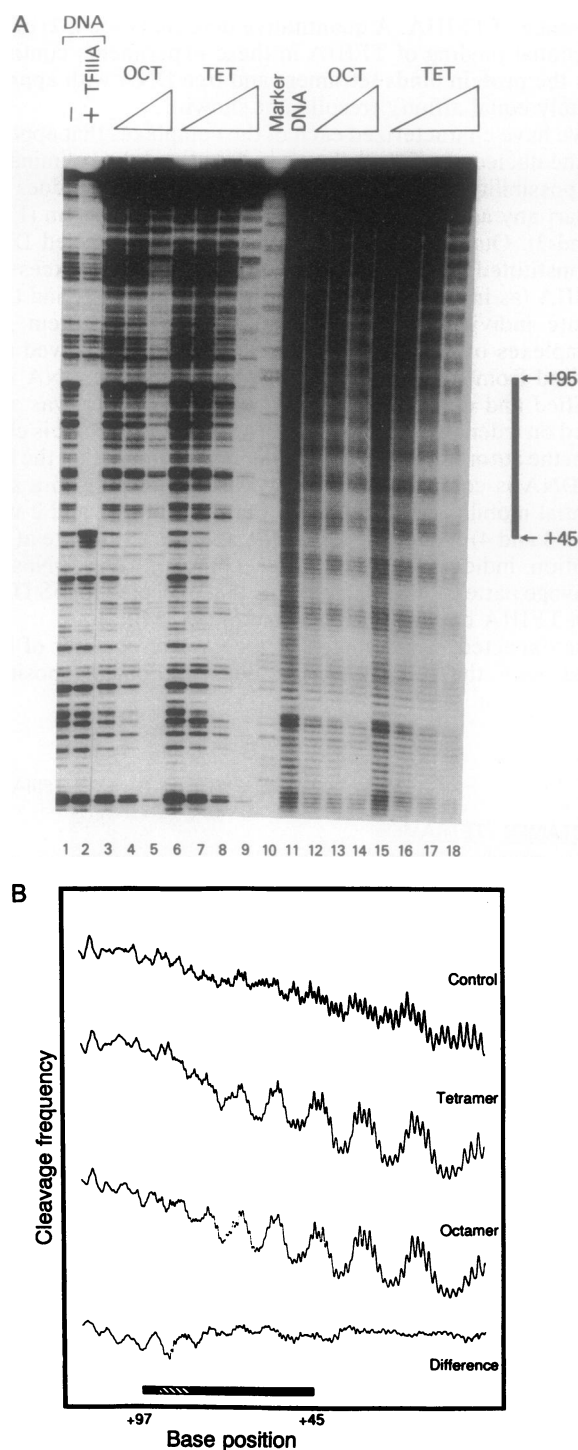 A
DNA
− + TFIIIA
OCT TET Marker DNA OCT TET
+95
+45
1 2 3 4 5 6 7 8 9 10 11 12 13 14 15 16 17 18
B
Control
Tetramer
Octamer
Difference
Cleavage frequency
+97 +45
Base position